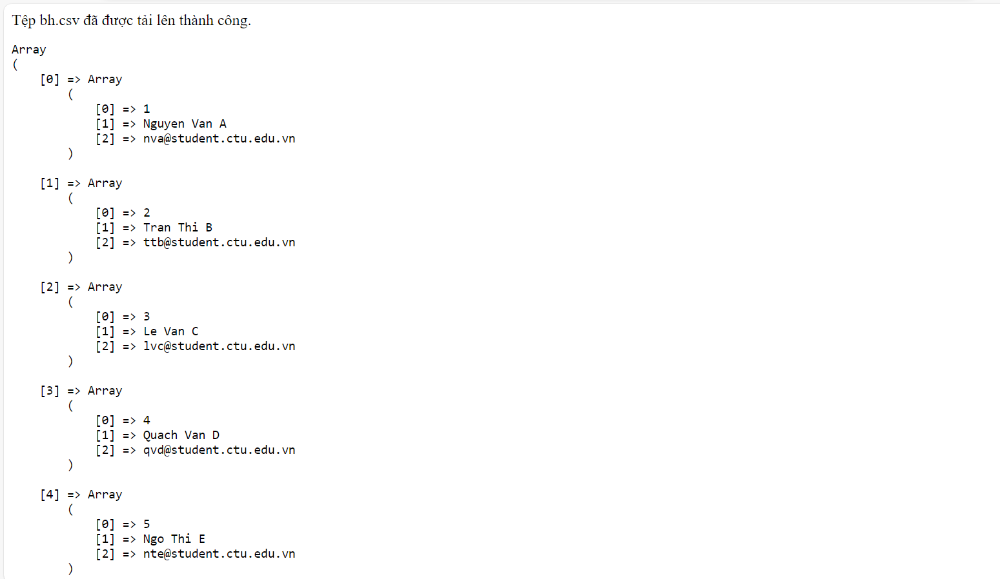 Tệp bh.csv đã được tải lên thành công.
Array
(
    [0] => Array
        (
            [0] => 1
            [1] => Nguyen Van A
            [2] => nva@student.ctu.edu.vn
        )

    [1] => Array
        (
            [0] => 2
            [1] => Tran Thi B
            [2] => ttb@student.ctu.edu.vn
        )

    [2] => Array
        (
            [0] => 3
            [1] => Le Van C
            [2] => lvc@student.ctu.edu.vn
        )

    [3] => Array
        (
            [0] => 4
            [1] => Quach Van D
            [2] => qvd@student.ctu.edu.vn
        )

    [4] => Array
        (
            [0] => 5
            [1] => Ngo Thi E
            [2] => nte@student.ctu.edu.vn
        )